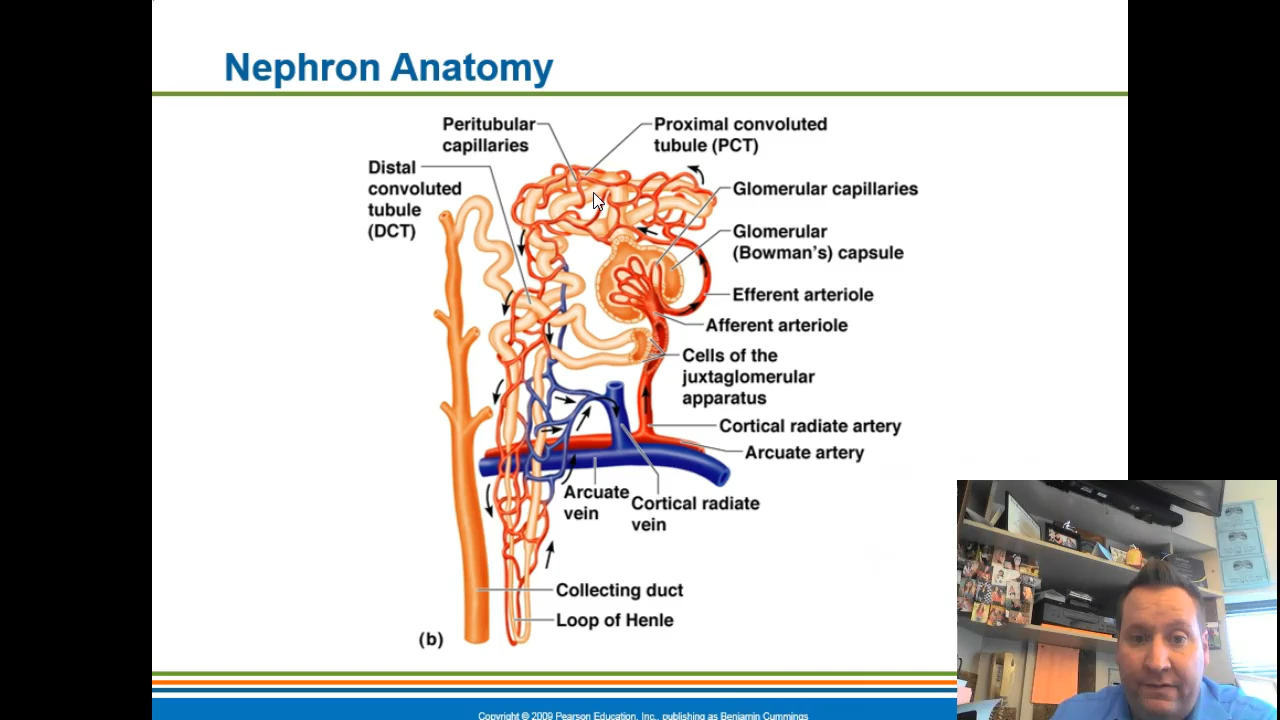 Nephron Anatomy
Peritubular
capillaries
Proximal convoluted
tubule (PCT)
Distal
convoluted
tubule
(DCT)
Glomerular capillaries
Glomerular
(Bowman's) capsule
Efferent arteriole
Afferent arteriole
Cells of the
juxtaglomerular
apparatus
Cortical radiate artery
Arcuate artery
Arcuate
vein
Cortical radiate
vein
Collecting duct
Loop of Henle
(b)
Copyright © 2009 Pearson Education, Inc., publishing as Benjamin Cummings